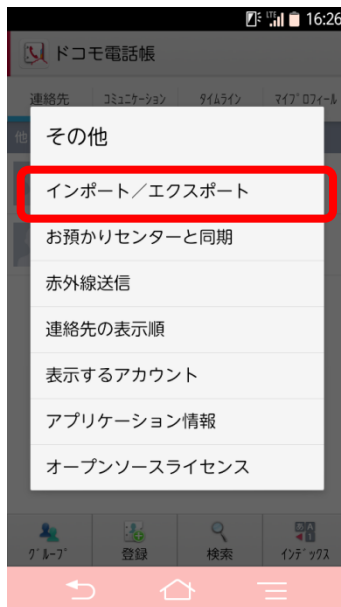 LTE 16:26
ドコモ電話帳
連絡先 コミュニケーション タイムライン マイプロフィール
他
その他
インポート／エクスポート
お預かりセンターと同期
赤外線送信
連絡先の表示順
表示するアカウント
アプリケーション情報
オープンソースライセンス
グループ 登録 検索 インデックス